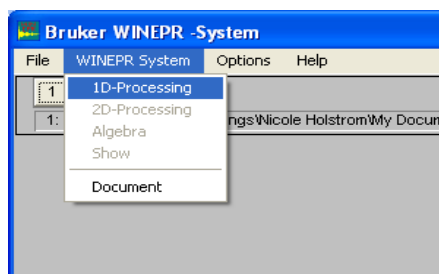 Bruker WINEPR -System
File WINEPR System Options Help
1
1D-Processing
2D-Processing
1: ngs\Nicole Holstrom\My Docum
Algebra
Show
Document